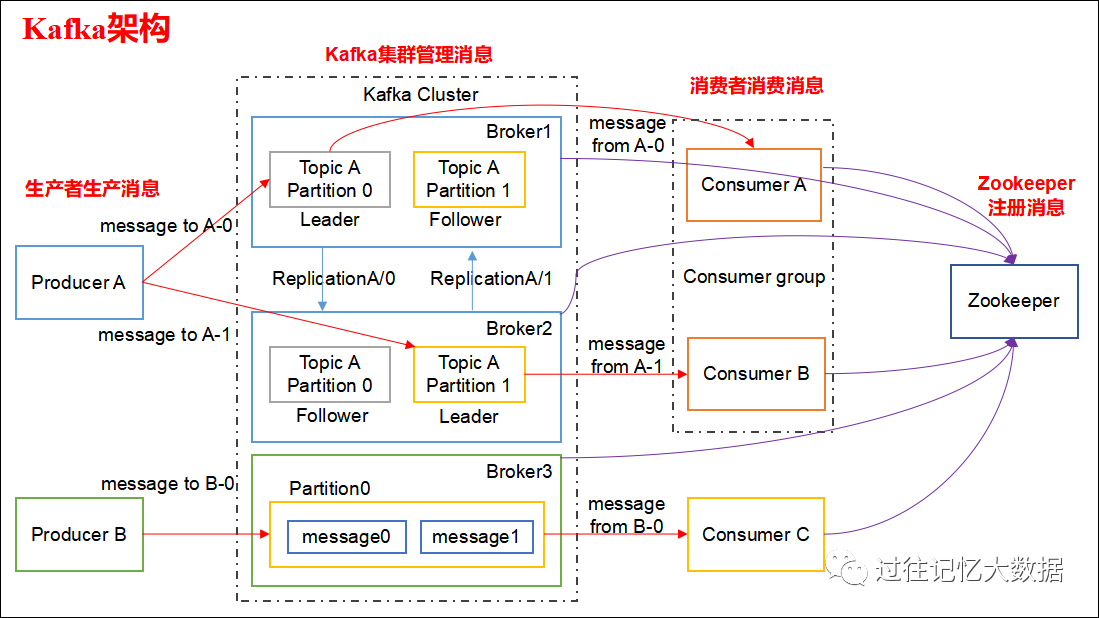 Kafka架构
Kafka集群管理消息
消费者消费消息
生产者生产消息
Zookeeper
注册消息
Kafka Cluster
Broker1
Topic A
Partition 0
Leader
Topic A
Partition 1
Follower
message to A-0
Producer A
message to A-1
ReplicationA/0
ReplicationA/1
Broker2
Topic A
Partition 0
Follower
Topic A
Partition 1
Leader
message
from A-0
Consumer A
Consumer group
message
from A-1
Consumer B
Zookeeper
message to B-0
Producer B
Broker3
Partition0
message0
message1
message
from B-0
Consumer C
过往记忆大数据